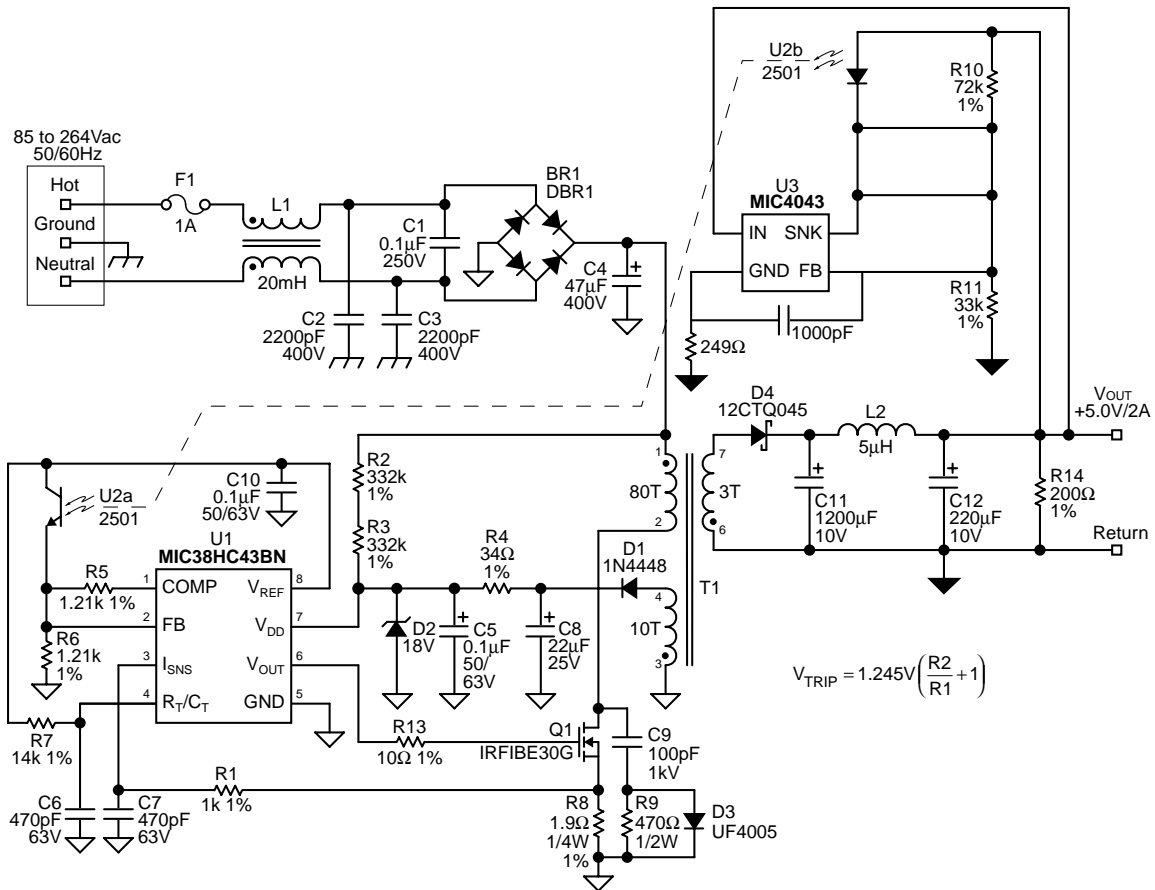 85 to 264Vac
50/60Hz
Hot
Ground
Neutral
F1
1A
L1
20mH
C2
2200pF
400V
C3
2200pF
400V
C1
0.1µF
250V
BR1
DBR1
C4
47µF
400V
+
U2b
2501
R10
72k
1%
U3
MIC4043
IN
SNK
GND
FB
R11
33k
1%
1000pF
249Ω
D4
12CTQ045
L2
5µH
VOUT
+5.0V/2A
R14
200Ω
1%
Return
+
C11
1200µF
10V
+
C12
220µF
10V
1
80T
2
7
3T
6
4
10T
3
T1
R2
332k
1%
R3
332k
1%
R4
34Ω
1%
D1
1N4448
D2
18V
+
C5
0.1µF
50/
63V
+
C8
22µF
25V
C10
0.1µF
50/63V
U2a
2501
U1
MIC38HC43BN
R5
1.21k 1%
1
COMP
VREF
8
2
FB
VDD
7
3
ISNS
VOUT
6
4
RT/CT
GND
5
R6
1.21k
1%
R7
14k 1%
C6
470pF
63V
C7
470pF
63V
R1
1k 1%
R13
10Ω 1%
Q1
IRFIBE30G
C9
100pF
1kV
R8
1.9Ω
1/4W
1%
R9
470Ω
1/2W
D3
UF4005
VTRIP = 1.245V(R2/R1 + 1)